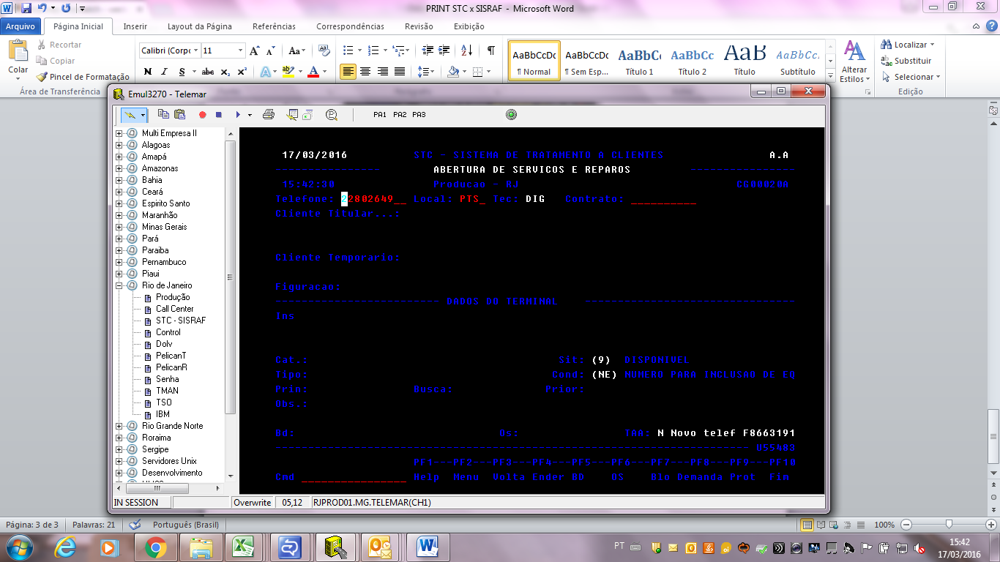 PRINT STC x SISRAF - Microsoft Word
Arquivo Página Inicial Inserir Layout da Página Referências Correspondências Revisão Exibição
Colar
Recortar
Copiar
Pincel de Formatação
Área de Transferência
Calibri (Corpo 11
N I S abc x₂ x²
AaBbCcDc ¶ Normal
AaBbCcDc ¶ Sem Esp...
AaBbCc Título 1
AaBbCc Título 2
AaB Título
AaBbCc. Subtítulo
Alterar Estilos
Localizar
Substituir
Selecionar
Edição
Emul3270 - Telemar
PA1 PA2 PA3
Multi Empresa II
Alagoas
Amapá
Amazonas
Bahia
Ceará
Espirito Santo
Maranhão
Minas Gerais
Pará
Paraiba
Pernambuco
Piaui
Rio de Janeiro
Produção
Call Center
STC - SISRAF
Control
Dolv
PelicanT
PelicanR
Senha
TMAN
TSO
IBM
Rio Grande Norte
Roraima
Sergipe
Servidores Unix
Desenvolvimento
17/03/2016 STC - SISTEMA DE TRATAMENTO A CLIENTES A.A
---------------- ABERTURA DE SERVICOS E REPAROS ----------------
15:42:30 Producao - RJ CG00020A
Telefone: 22802649__ Local: PTS_ Tec: DIG Contrato: __________
Cliente Titular...:
Cliente Temporario:
Figuracao:
------------------------- DADOS DO TERMINAL --------------------------------
Ins
Cat.: Sit: (9) DISPONIVEL
Tipo: Cond: (NE) NUMERO PARA INCLUSAO DE EQ
Prin: Busca: Prior:
Obs.:
Bd: Os: TAA: N Novo telef F8663191
U55483
PF1---PF2---PF3---PF4---PF5---PF6---PF7---PF8---PF9---PF10
Cmd ________________ Help Menu Volta Ender BD OS Blo Demanda Prot Fim
IN SESSION Overwrite 05,12 RJPROD01.MG.TELEMAR(CH1)
Página: 3 de 3 Palavras: 21 Português (Brasil) 100%
PT 15:42
17/03/2016